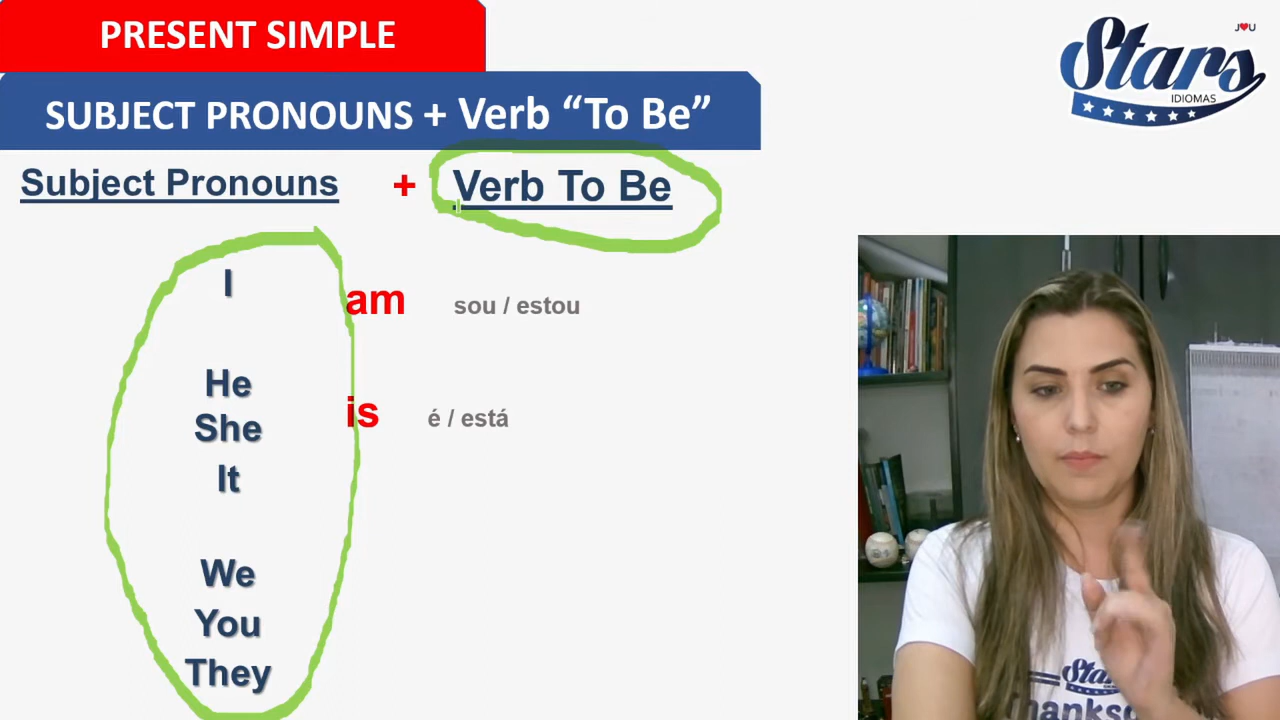 PRESENT SIMPLE
SUBJECT PRONOUNS + Verb “To Be”
Subject Pronouns + Verb To Be
I am sou / estou
He
She is é / está
It
We
You
They
J♥U
Stars
IDIOMAS
Stars